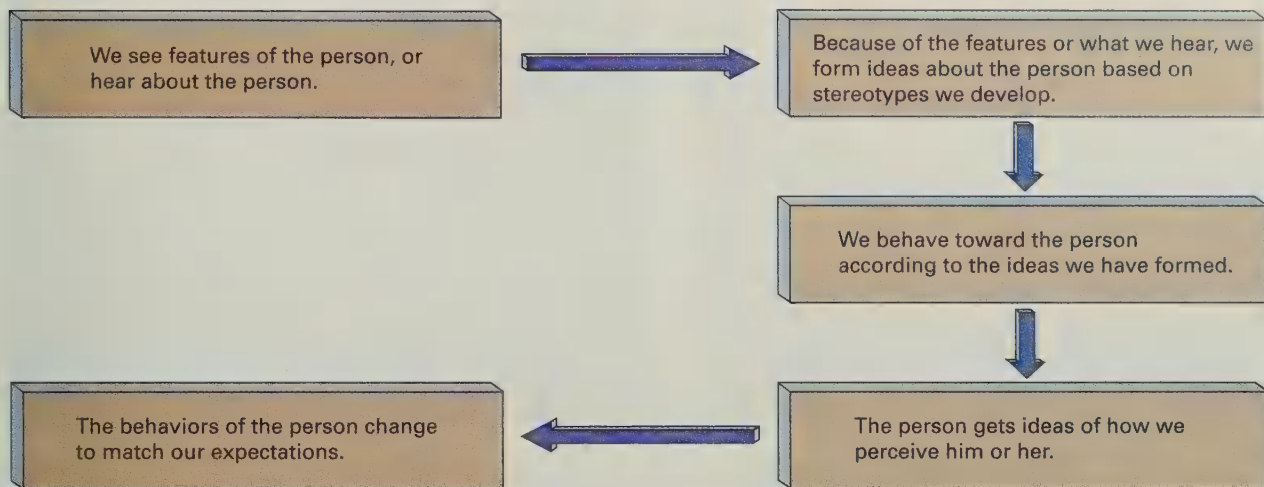 We see features of the person, or
hear about the person.
Because of the features or what we hear, we
form ideas about the person based on
stereotypes we develop.
We behave toward the person
according to the ideas we have formed.
The person gets ideas of how we
perceive him or her.
The behaviors of the person change
to match our expectations.